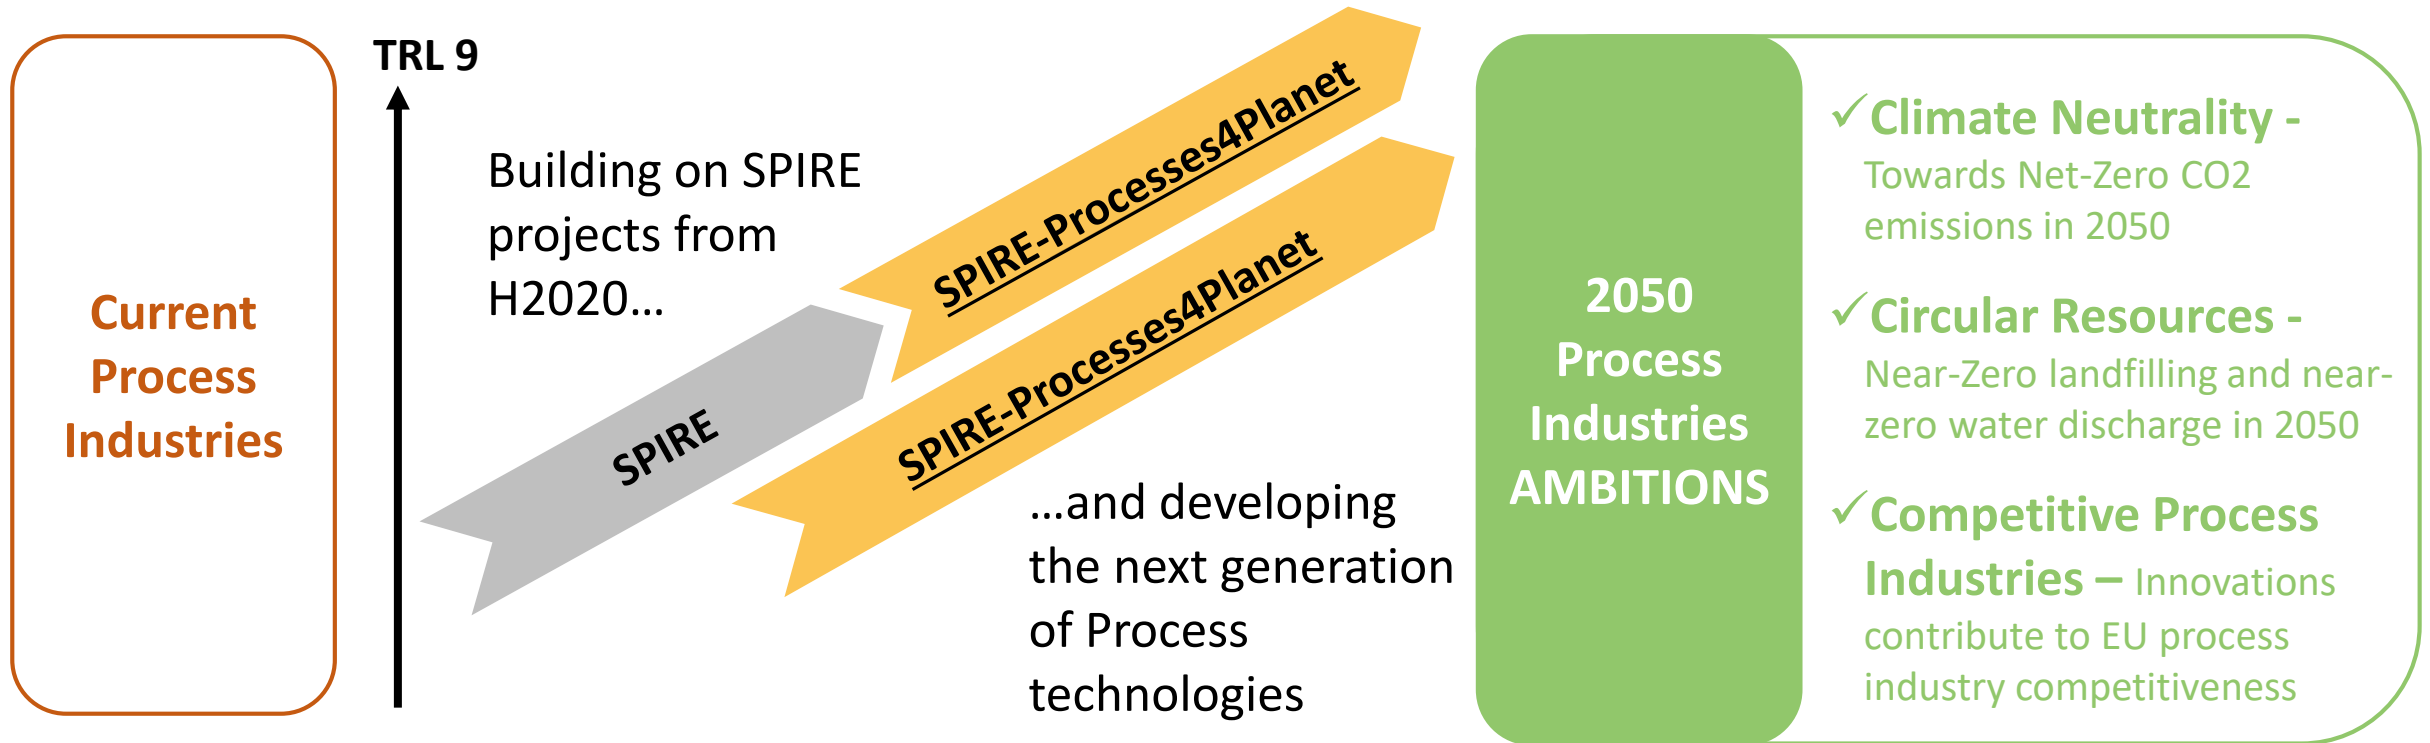 Current
Process
Industries
TRL 9
Building on SPIRE
projects from
H2020...
SPIRE
SPIRE-Processes4Planet
SPIRE-Processes4Planet
...and developing
the next generation
of Process
technologies
2050
Process
Industries
AMBITIONS
✓Climate Neutrality -
Towards Net-Zero CO2
emissions in 2050
✓Circular Resources -
Near-Zero landfilling and near-
zero water discharge in 2050
✓Competitive Process
Industries – Innovations
contribute to EU process
industry competitiveness